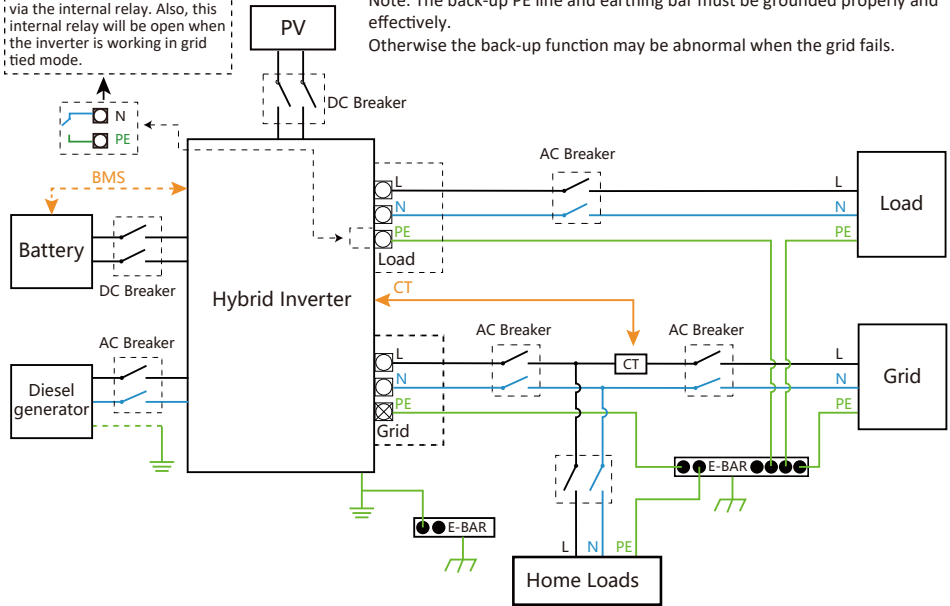 via the internal relay. Also, this
internal relay will be open when
the inverter is working in grid
tied mode.
Note: The back-up PE line and earthing bar must be grounded properly and
effectively.
Otherwise the back-up function may be abnormal when the grid fails.
PV
DC Breaker
N
PE
BMS
Battery
DC Breaker
Hybrid Inverter
L
N
PE
Load
AC Breaker
L
N
PE
Load
CT
AC Breaker
Diesel
generator
L
N
PE
Grid
AC Breaker
CT
AC Breaker
L
N
PE
Grid
E-BAR
E-BAR
L
N
PE
Home Loads